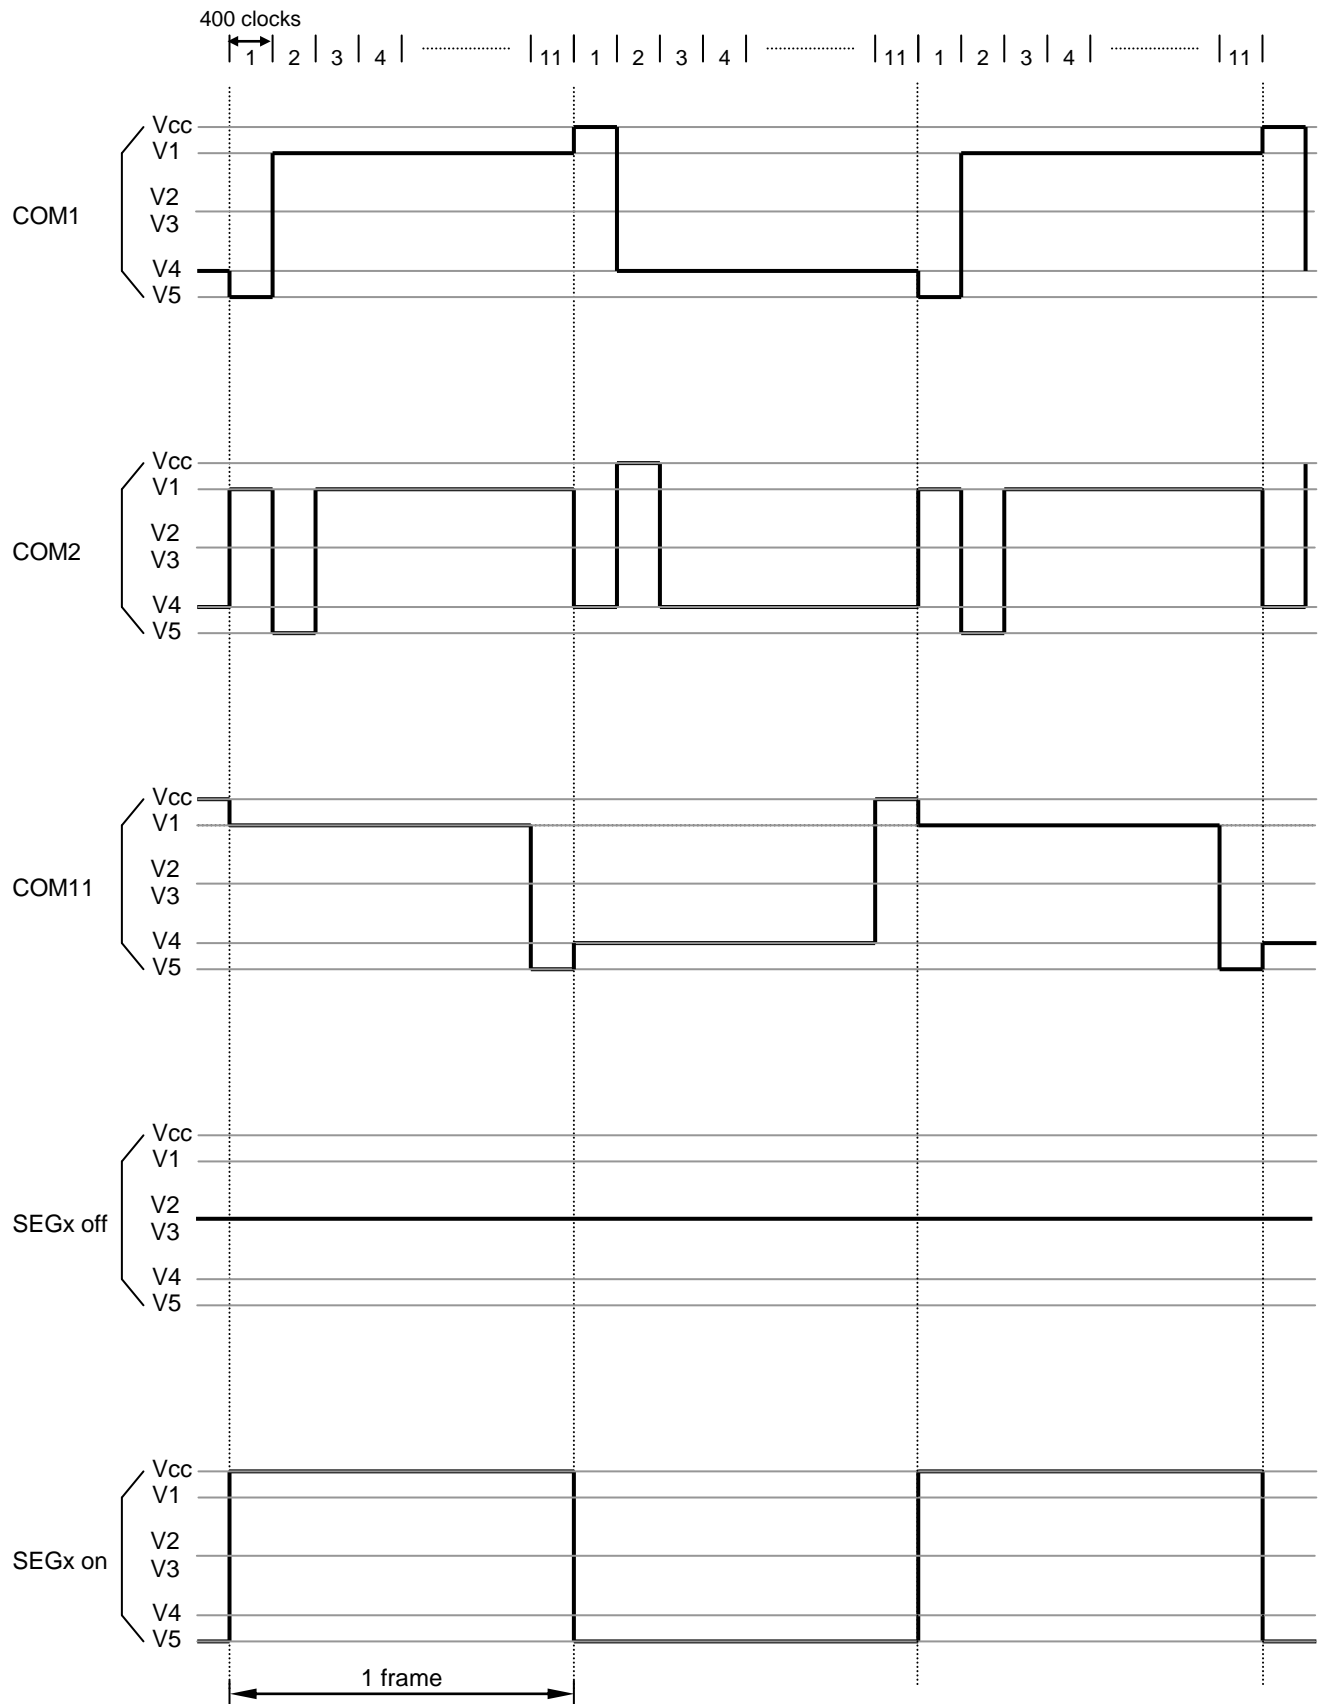 400 clocks
1 2 3 4 ........................ 11 1 2 3 4 ........................ 11 1 2 3 4 ........................ 11
Vcc
V1
V2
COM1
V3
V4
V5
Vcc
V1
V2
COM2
V3
V4
V5
Vcc
V1
V2
COM11
V3
V4
V5
Vcc
V1
V2
SEGx off
V3
V4
V5
Vcc
V1
V2
SEGx on
V3
V4
V5
1 frame